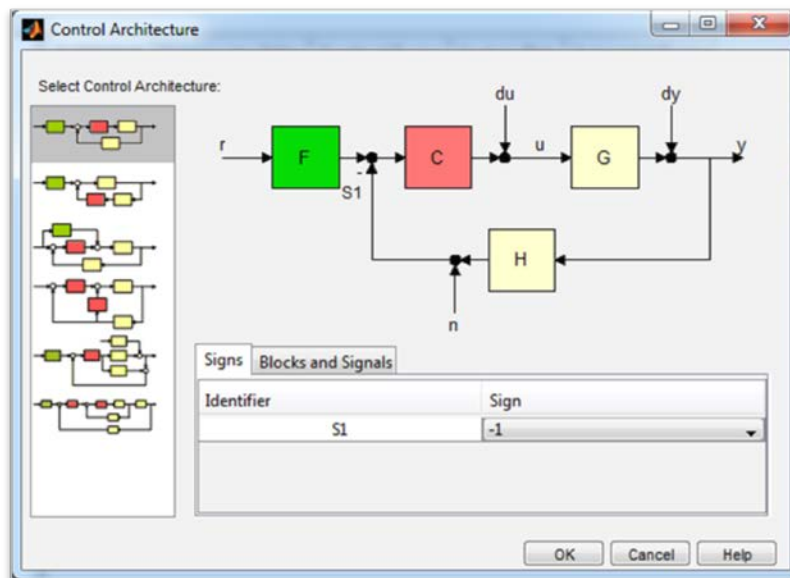 Control Architecture
Select Control Architecture:
du
dy
r
F
C
u
G
y
-
S1
H
n
Signs
Blocks and Signals
Identifier
Sign
S1
-1
OK
Cancel
Help